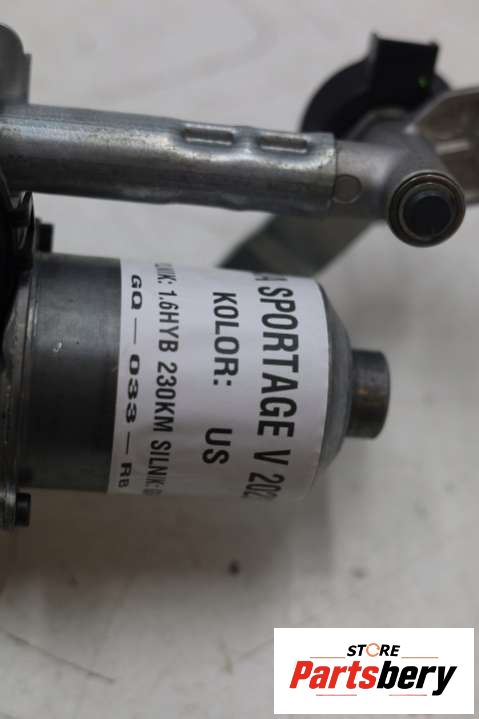 SPORTAGE V 202
KOLOR: US
1.6HYB 230KM SILNIK:
GQ-033-RB
STORE
Partsbery